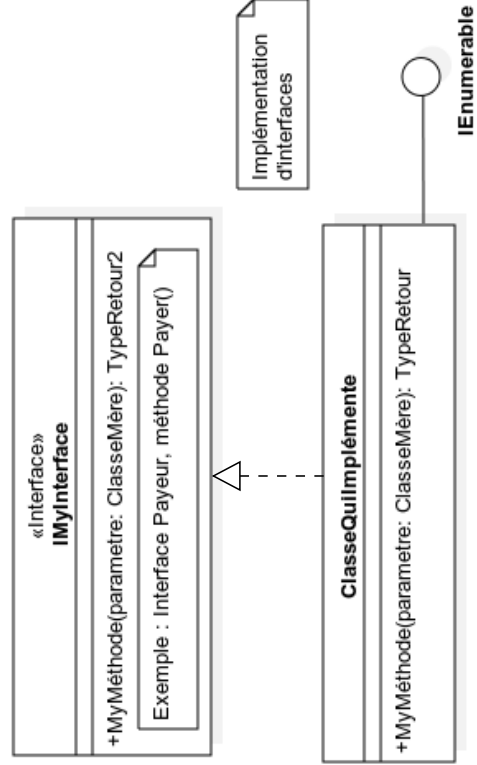 «Interface»
IMyInterface
+MyMéthode(parametre: ClasseMère): TypeRetour2
Exemple : Interface Payeur, méthode Payer()
Implémentation
d'interfaces
ClasseQuiImplémente
+MyMéthode(parametre: ClasseMère): TypeRetour
IEnumerable